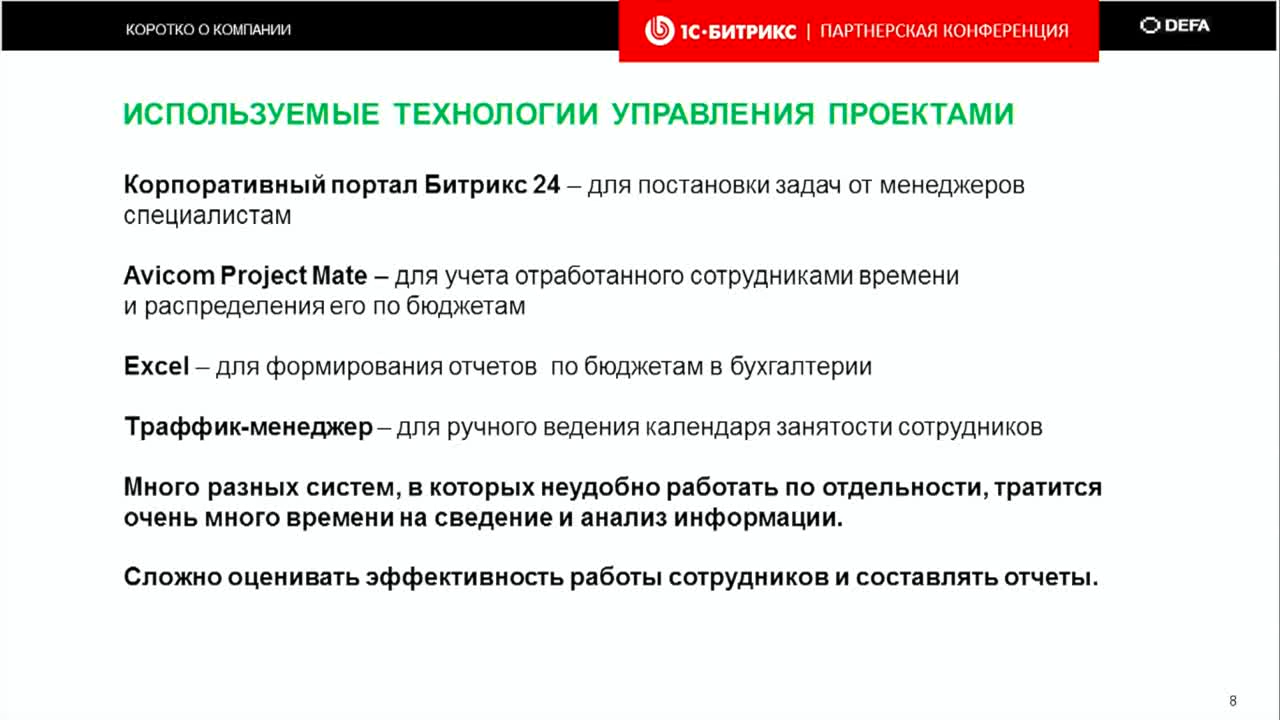 КОРОТКО О КОМПАНИИ
1С-БИТРИКС | ПАРТНЕРСКАЯ КОНФЕРЕНЦИЯ
DEFA
ИСПОЛЬЗУЕМЫЕ ТЕХНОЛОГИИ УПРАВЛЕНИЯ ПРОЕКТАМИ
Корпоративный портал Битрикс 24 – для постановки задач от менеджеров
специалистам
Avicom Project Mate – для учета отработанного сотрудниками времени
и распределения его по бюджетам
Excel – для формирования отчетов по бюджетам в бухгалтерии
Траффик-менеджер – для ручного ведения календаря занятости сотрудников
Много разных систем, в которых неудобно работать по отдельности, тратится
очень много времени на сведение и анализ информации.
Сложно оценивать эффективность работы сотрудников и составлять отчеты.
8